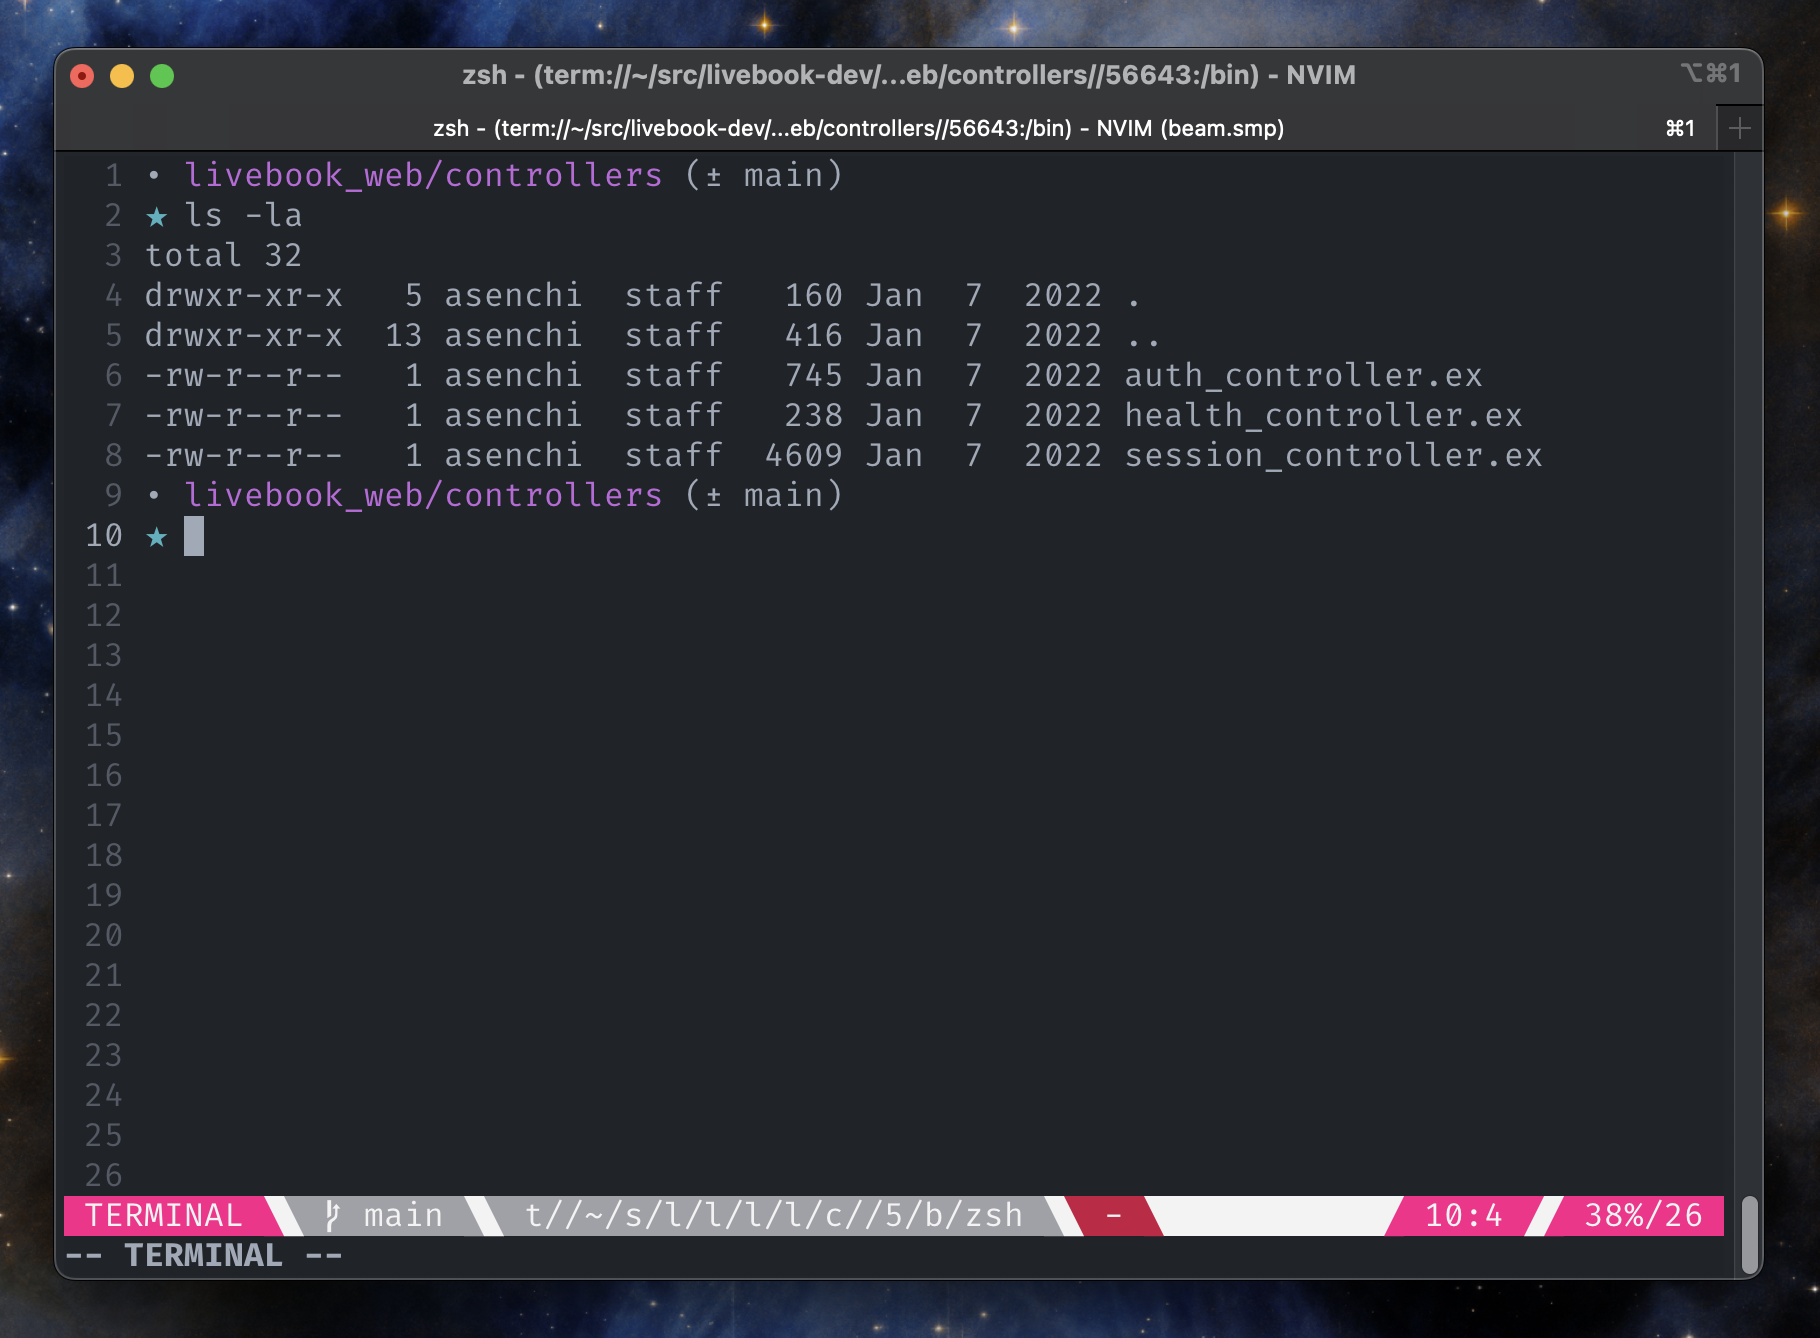 zsh - (term://~/src/livebook-dev/...eb/controllers//56643:/bin) - NVIM ⌥⌘1
zsh - (term://~/src/livebook-dev/...eb/controllers//56643:/bin) - NVIM (beam.smp) ⌘1 +
1 • livebook_web/controllers (± main)
2 ★ ls -la
3 total 32
4 drwxr-xr-x   5 asenchi  staff   160 Jan  7  2022 .
5 drwxr-xr-x  13 asenchi  staff   416 Jan  7  2022 ..
6 -rw-r--r--   1 asenchi  staff   745 Jan  7  2022 auth_controller.ex
7 -rw-r--r--   1 asenchi  staff   238 Jan  7  2022 health_controller.ex
8 -rw-r--r--   1 asenchi  staff  4609 Jan  7  2022 session_controller.ex
9 • livebook_web/controllers (± main)
10 ★
11
12
13
14
15
16
17
18
19
20
21
22
23
24
25
26
TERMINAL main t//~/s/l/l/l/l/c//5/b/zsh - 10:4 38%/26
-- TERMINAL --